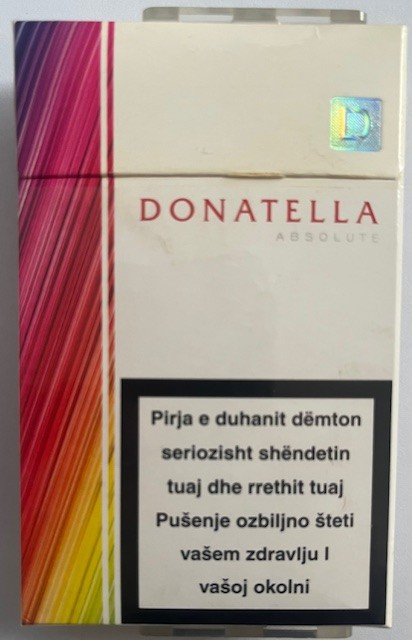 DONATELLA
ABSOLUTE
Pirja e duhanit dëmton
seriozisht shëndetin
tuaj dhe rrethit tuaj
Pušenje ozbiljno šteti
vašem zdravlju I
vašoj okolni